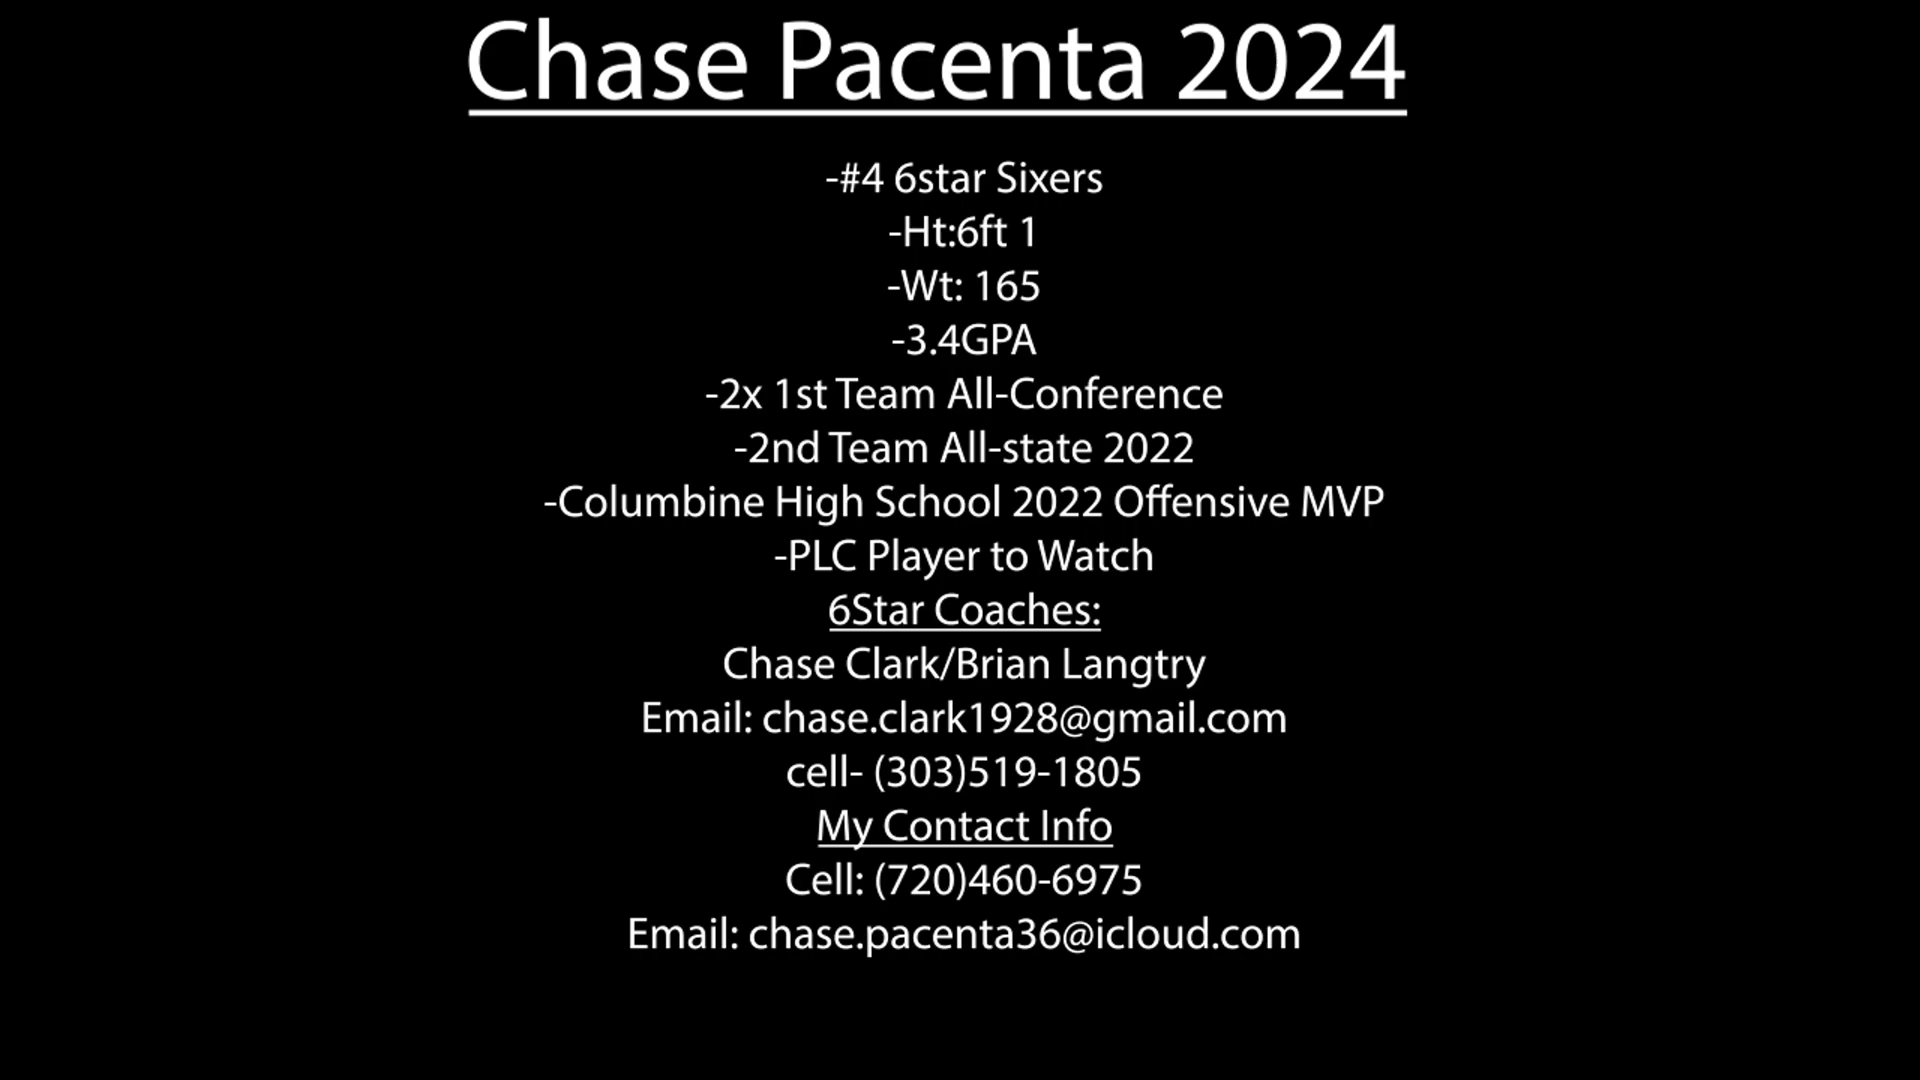 Chase Pacenta 2024
-#4 6star Sixers
-Ht:6ft 1
-Wt: 165
-3.4GPA
-2x 1st Team All-Conference
-2nd Team All-state 2022
-Columbine High School 2022 Offensive MVP
-PLC Player to Watch
6Star Coaches:
Chase Clark/Brian Langtry
Email: chase.clark1928@gmail.com
cell- (303)519-1805
My Contact Info
Cell: (720)460-6975
Email: chase.pacenta36@icloud.com